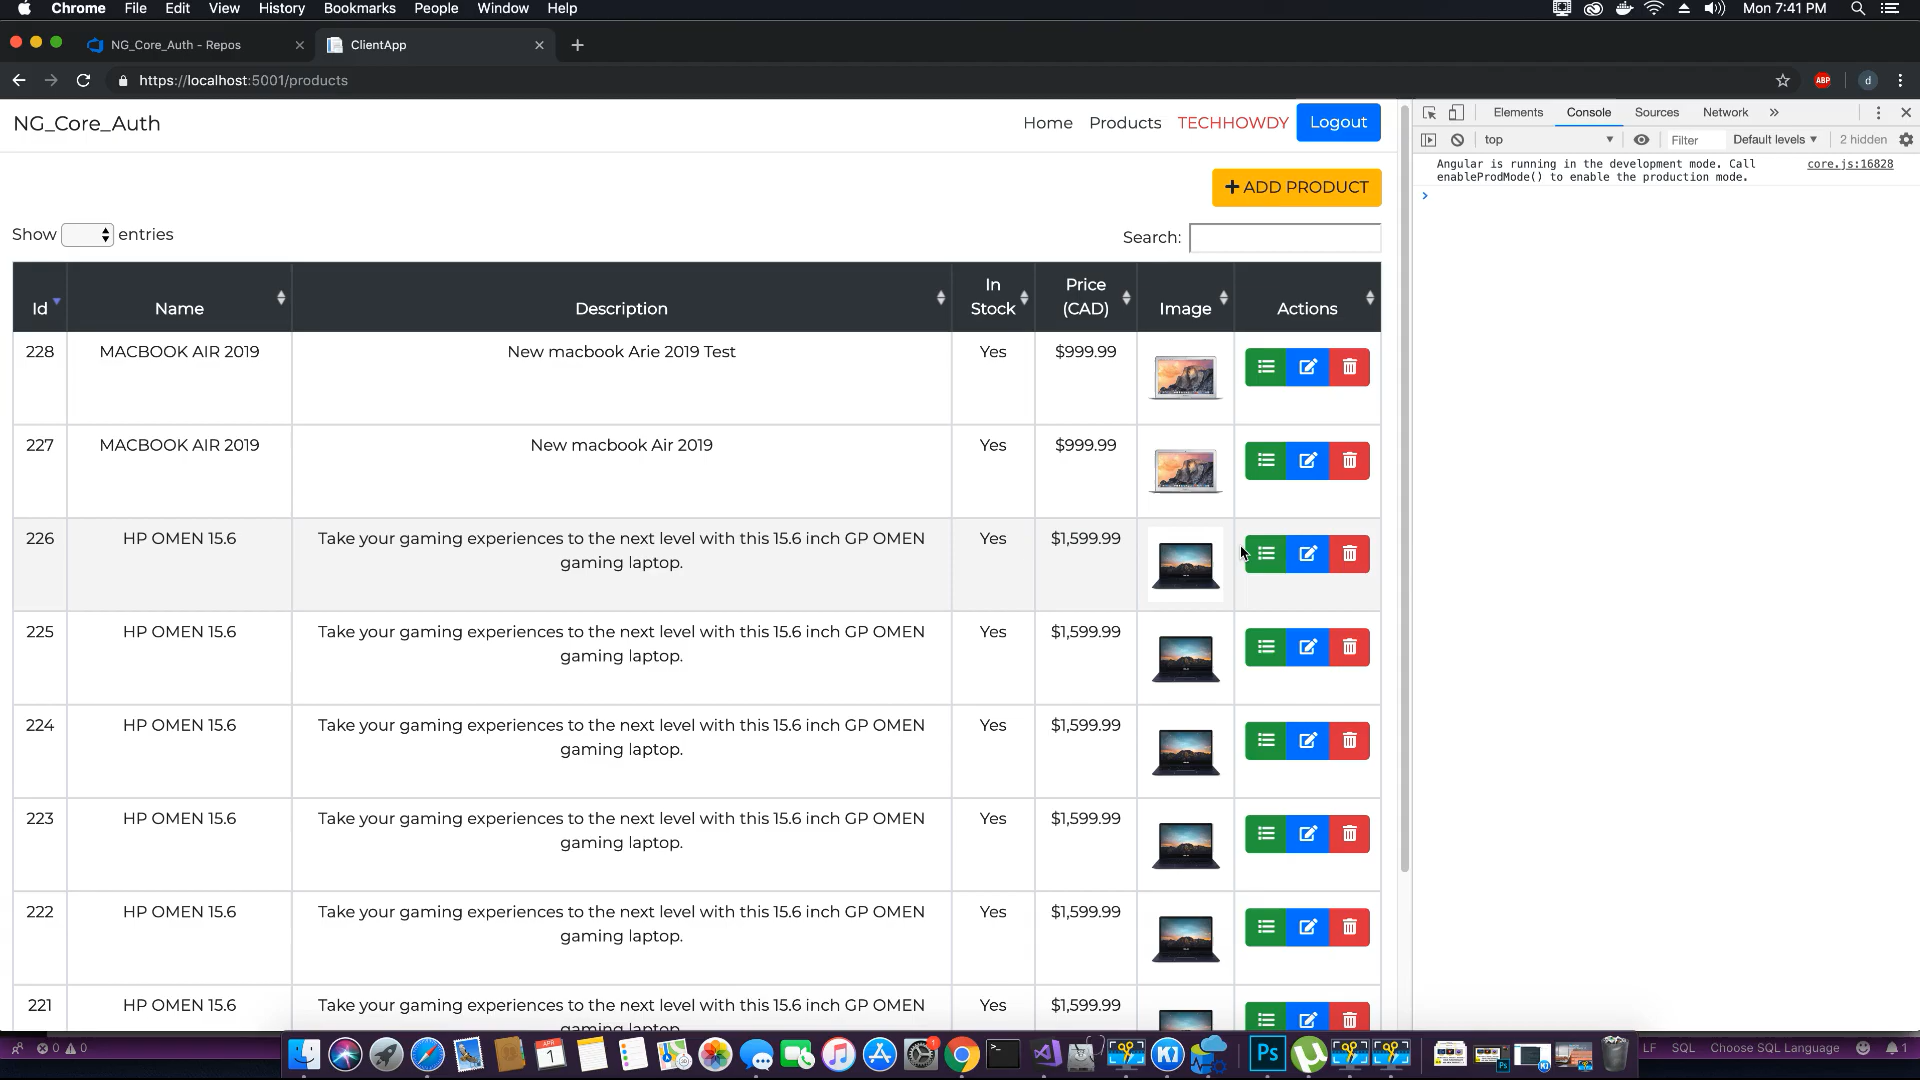 Chrome File Edit View History Bookmarks People Window Help Mon 7:41 PM
NG_Core_Auth - Repos ClientApp
https://localhost:5001/products ABP d
NG_Core_Auth Home Products TECHHOWDY Logout
Elements Console Sources Network
top Filter Default levels 2 hidden
Angular is running in the development mode. Call core.js:16828
enableProdMode() to enable the production mode.
ADD PRODUCT
Show entries Search:
Id Name Description In Stock Price (CAD) Image Actions
228 MACBOOK AIR 2019 New macbook Arie 2019 Test Yes $999.99
227 MACBOOK AIR 2019 New macbook Air 2019 Yes $999.99
226 HP OMEN 15.6 Take your gaming experiences to the next level with this 15.6 inch GP OMEN Yes $1,599.99
gaming laptop.
225 HP OMEN 15.6 Take your gaming experiences to the next level with this 15.6 inch GP OMEN Yes $1,599.99
gaming laptop.
224 HP OMEN 15.6 Take your gaming experiences to the next level with this 15.6 inch GP OMEN Yes $1,599.99
gaming laptop.
223 HP OMEN 15.6 Take your gaming experiences to the next level with this 15.6 inch GP OMEN Yes $1,599.99
gaming laptop.
222 HP OMEN 15.6 Take your gaming experiences to the next level with this 15.6 inch GP OMEN Yes $1,599.99
gaming laptop.
221 HP OMEN 15.6 Take your gaming experiences to the next level with this 15.6 inch GP OMEN Yes $1,599.99
gaming laptop.
0 0 APR 1 1 Ps LF SQL Choose SQL Language 1